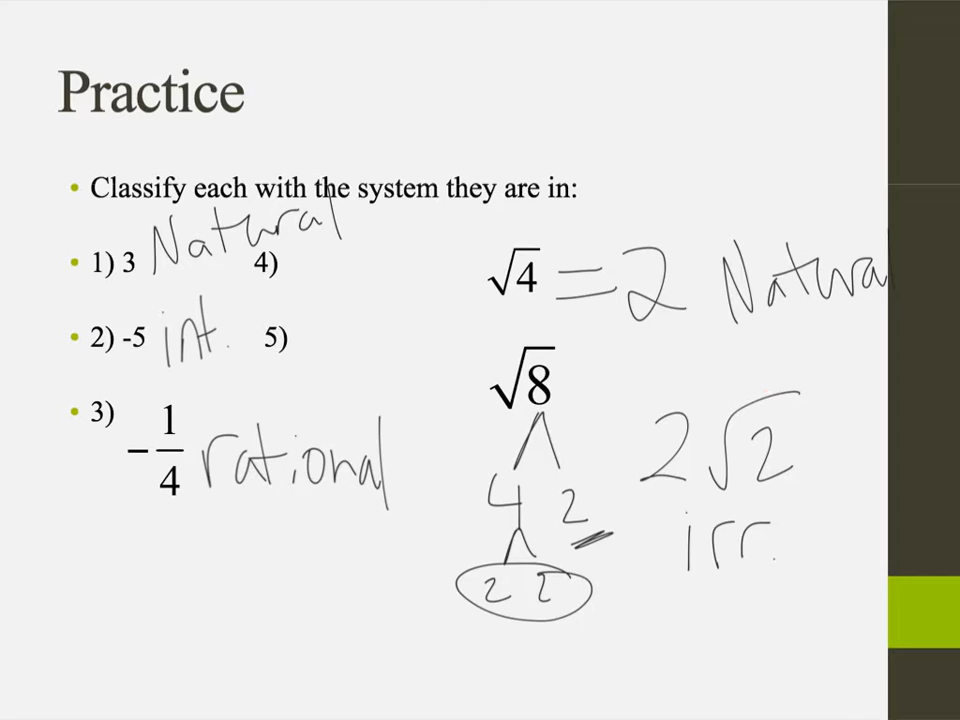 Practice
• Classify each with the system they are in:
• 1) 3 Natural 4) √4 = 2 Natural
• 2) -5 int. 5) √8
• 3) -1/4 rational
4 2
2 2
2√2
irr.